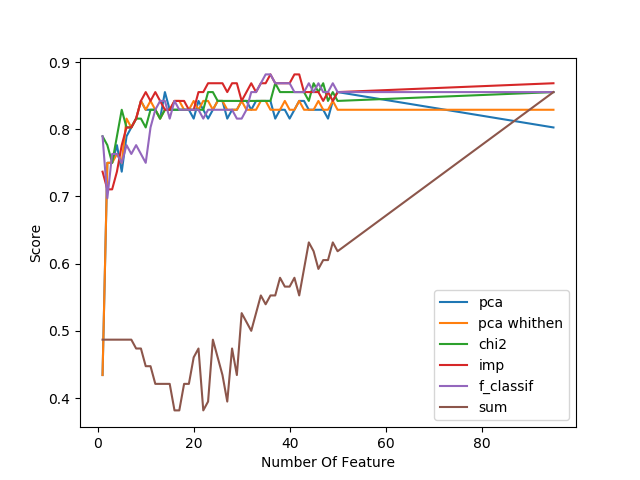 0.9
0.8
0.7
0.6
0.5
0.4
Score
0 20 40 60 80
Number Of Feature
pca
pca whithen
chi2
imp
f_classif
sum